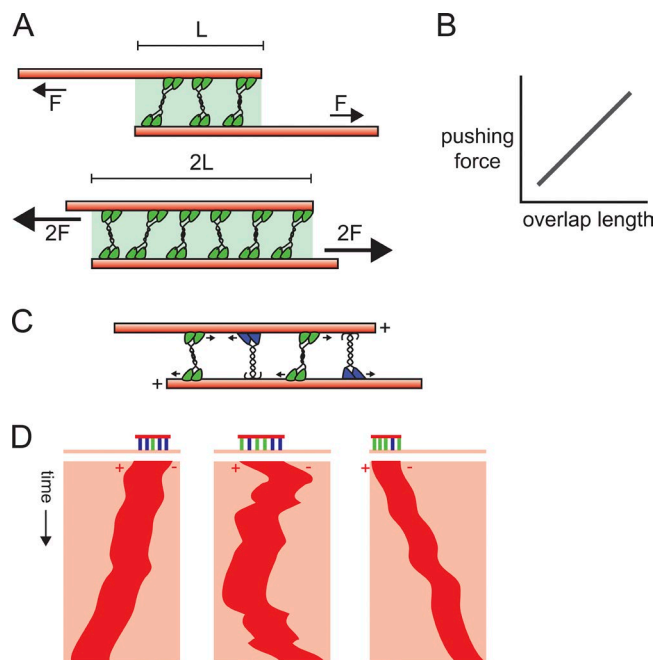 A
L
F
F
2L
2F
2F
B
pushing
force
overlap length
C
+
+
D
time
+ -
+ -
+ -